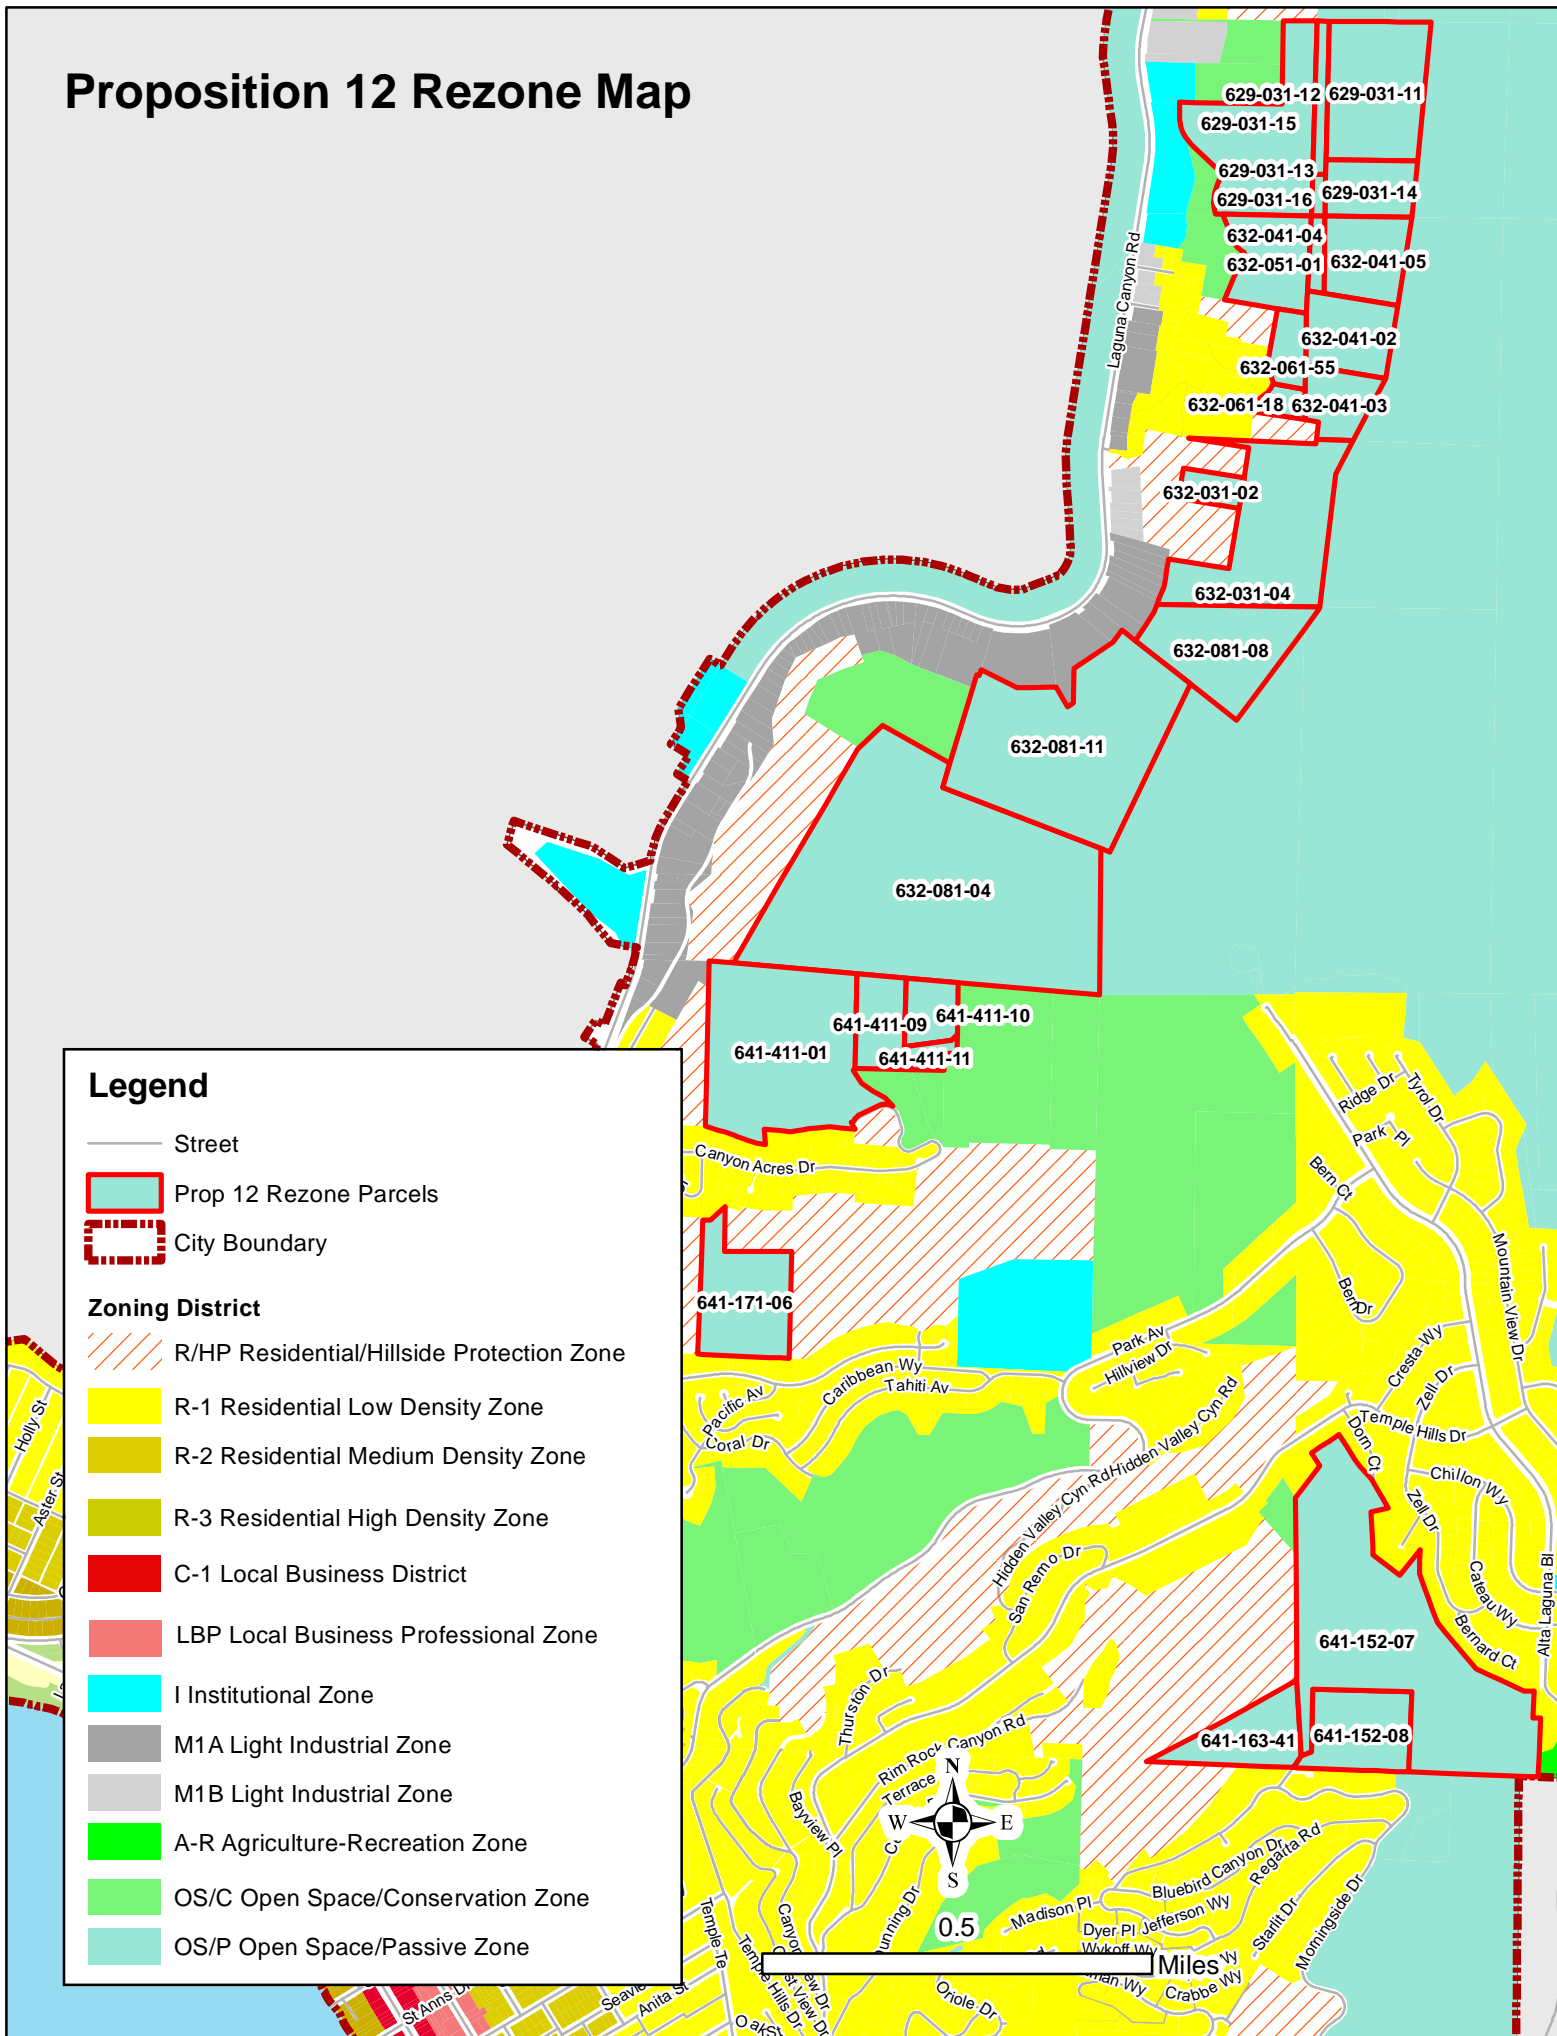 Proposition 12 Rezone Map
629-031-12
629-031-11
629-031-15
629-031-13
629-031-14
629-031-16
632-041-04
632-041-05
632-051-01
Laguna Canyon Rd
632-041-02
632-061-55
632-061-18
632-041-03
632-031-02
632-031-04
632-081-08
632-081-11
632-081-04
641-411-09
641-411-10
641-411-01
641-411-11
Ridge Dr
Tyrol Dr
Park Pl
Canyon Acres Dr
Bern Ct
Mountain View Dr
Bern Dr
641-171-06
Park Av
Hillview Dr
Cresta Wy
Caribbean Wy
Tahiti Av
Pacific Av
Coral Dr
Zell Dr
Temple Hills Dr
Dorn Ct
Hidden Valley Cyn Rd
Hidden Valley Cyn Rd
Chillon Wy
Zell Dr
San Remo Dr
Cateau Wy
Alta Laguna Bl
Bernard Ct
641-152-07
641-163-41
641-152-08
Thurston Dr
Rim Rock Canyon Rd
Terrace
Bayview Pl
N
W
E
S
Bluebird Canyon Dr
Regatta Rd
Madison Pl
Dyer Pl
Jefferson Wy
Starlit Dr
Morningside Dr
Wykoff Wy
Crabbe Wy
Oriole Dr
0.5
Miles
Temple Te
Temple Hills Dr
Anita St
St Anns Dr
Holly St
Aster St
Legend
Street
Prop 12 Rezone Parcels
City Boundary
Zoning District
R/HP Residential/Hillside Protection Zone
R-1 Residential Low Density Zone
R-2 Residential Medium Density Zone
R-3 Residential High Density Zone
C-1 Local Business District
LBP Local Business Professional Zone
I Institutional Zone
M1A Light Industrial Zone
M1B Light Industrial Zone
A-R Agriculture-Recreation Zone
OS/C Open Space/Conservation Zone
OS/P Open Space/Passive Zone